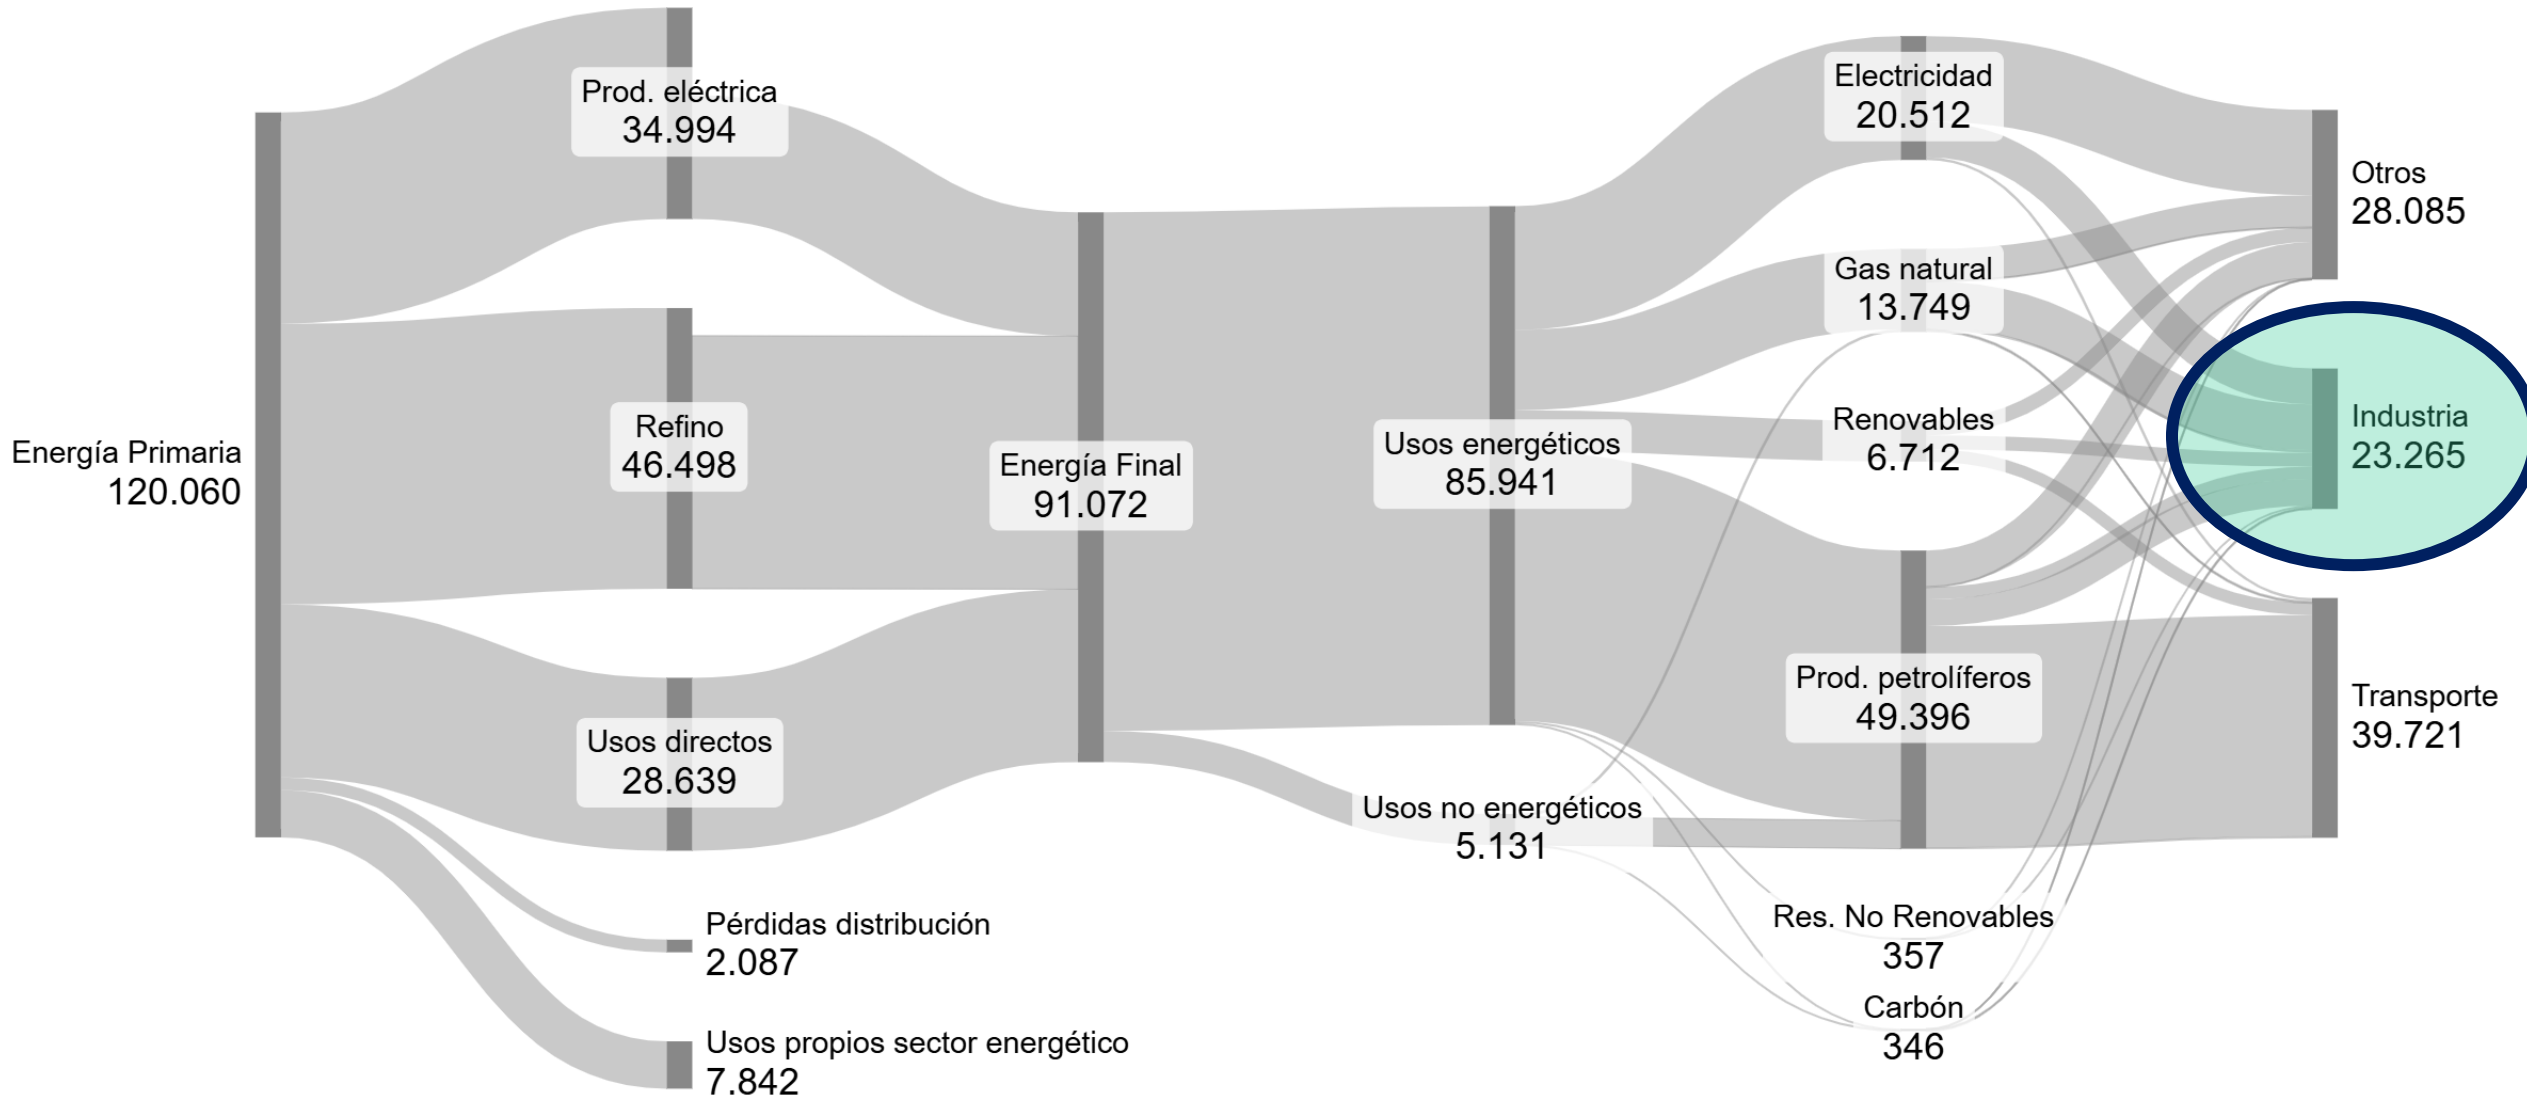 Energía Primaria
120.060
Prod. eléctrica
34.994
Refino
46.498
Usos directos
28.639
Pérdidas distribución
2.087
Usos propios sector energético
7.842
Energía Final
91.072
Usos energéticos
85.941
Usos no energéticos
5.131
Electricidad
20.512
Gas natural
13.749
Renovables
6.712
Prod. petrolíferos
49.396
Res. No Renovables
357
Carbón
346
Otros
28.085
Industria
23.265
Transporte
39.721